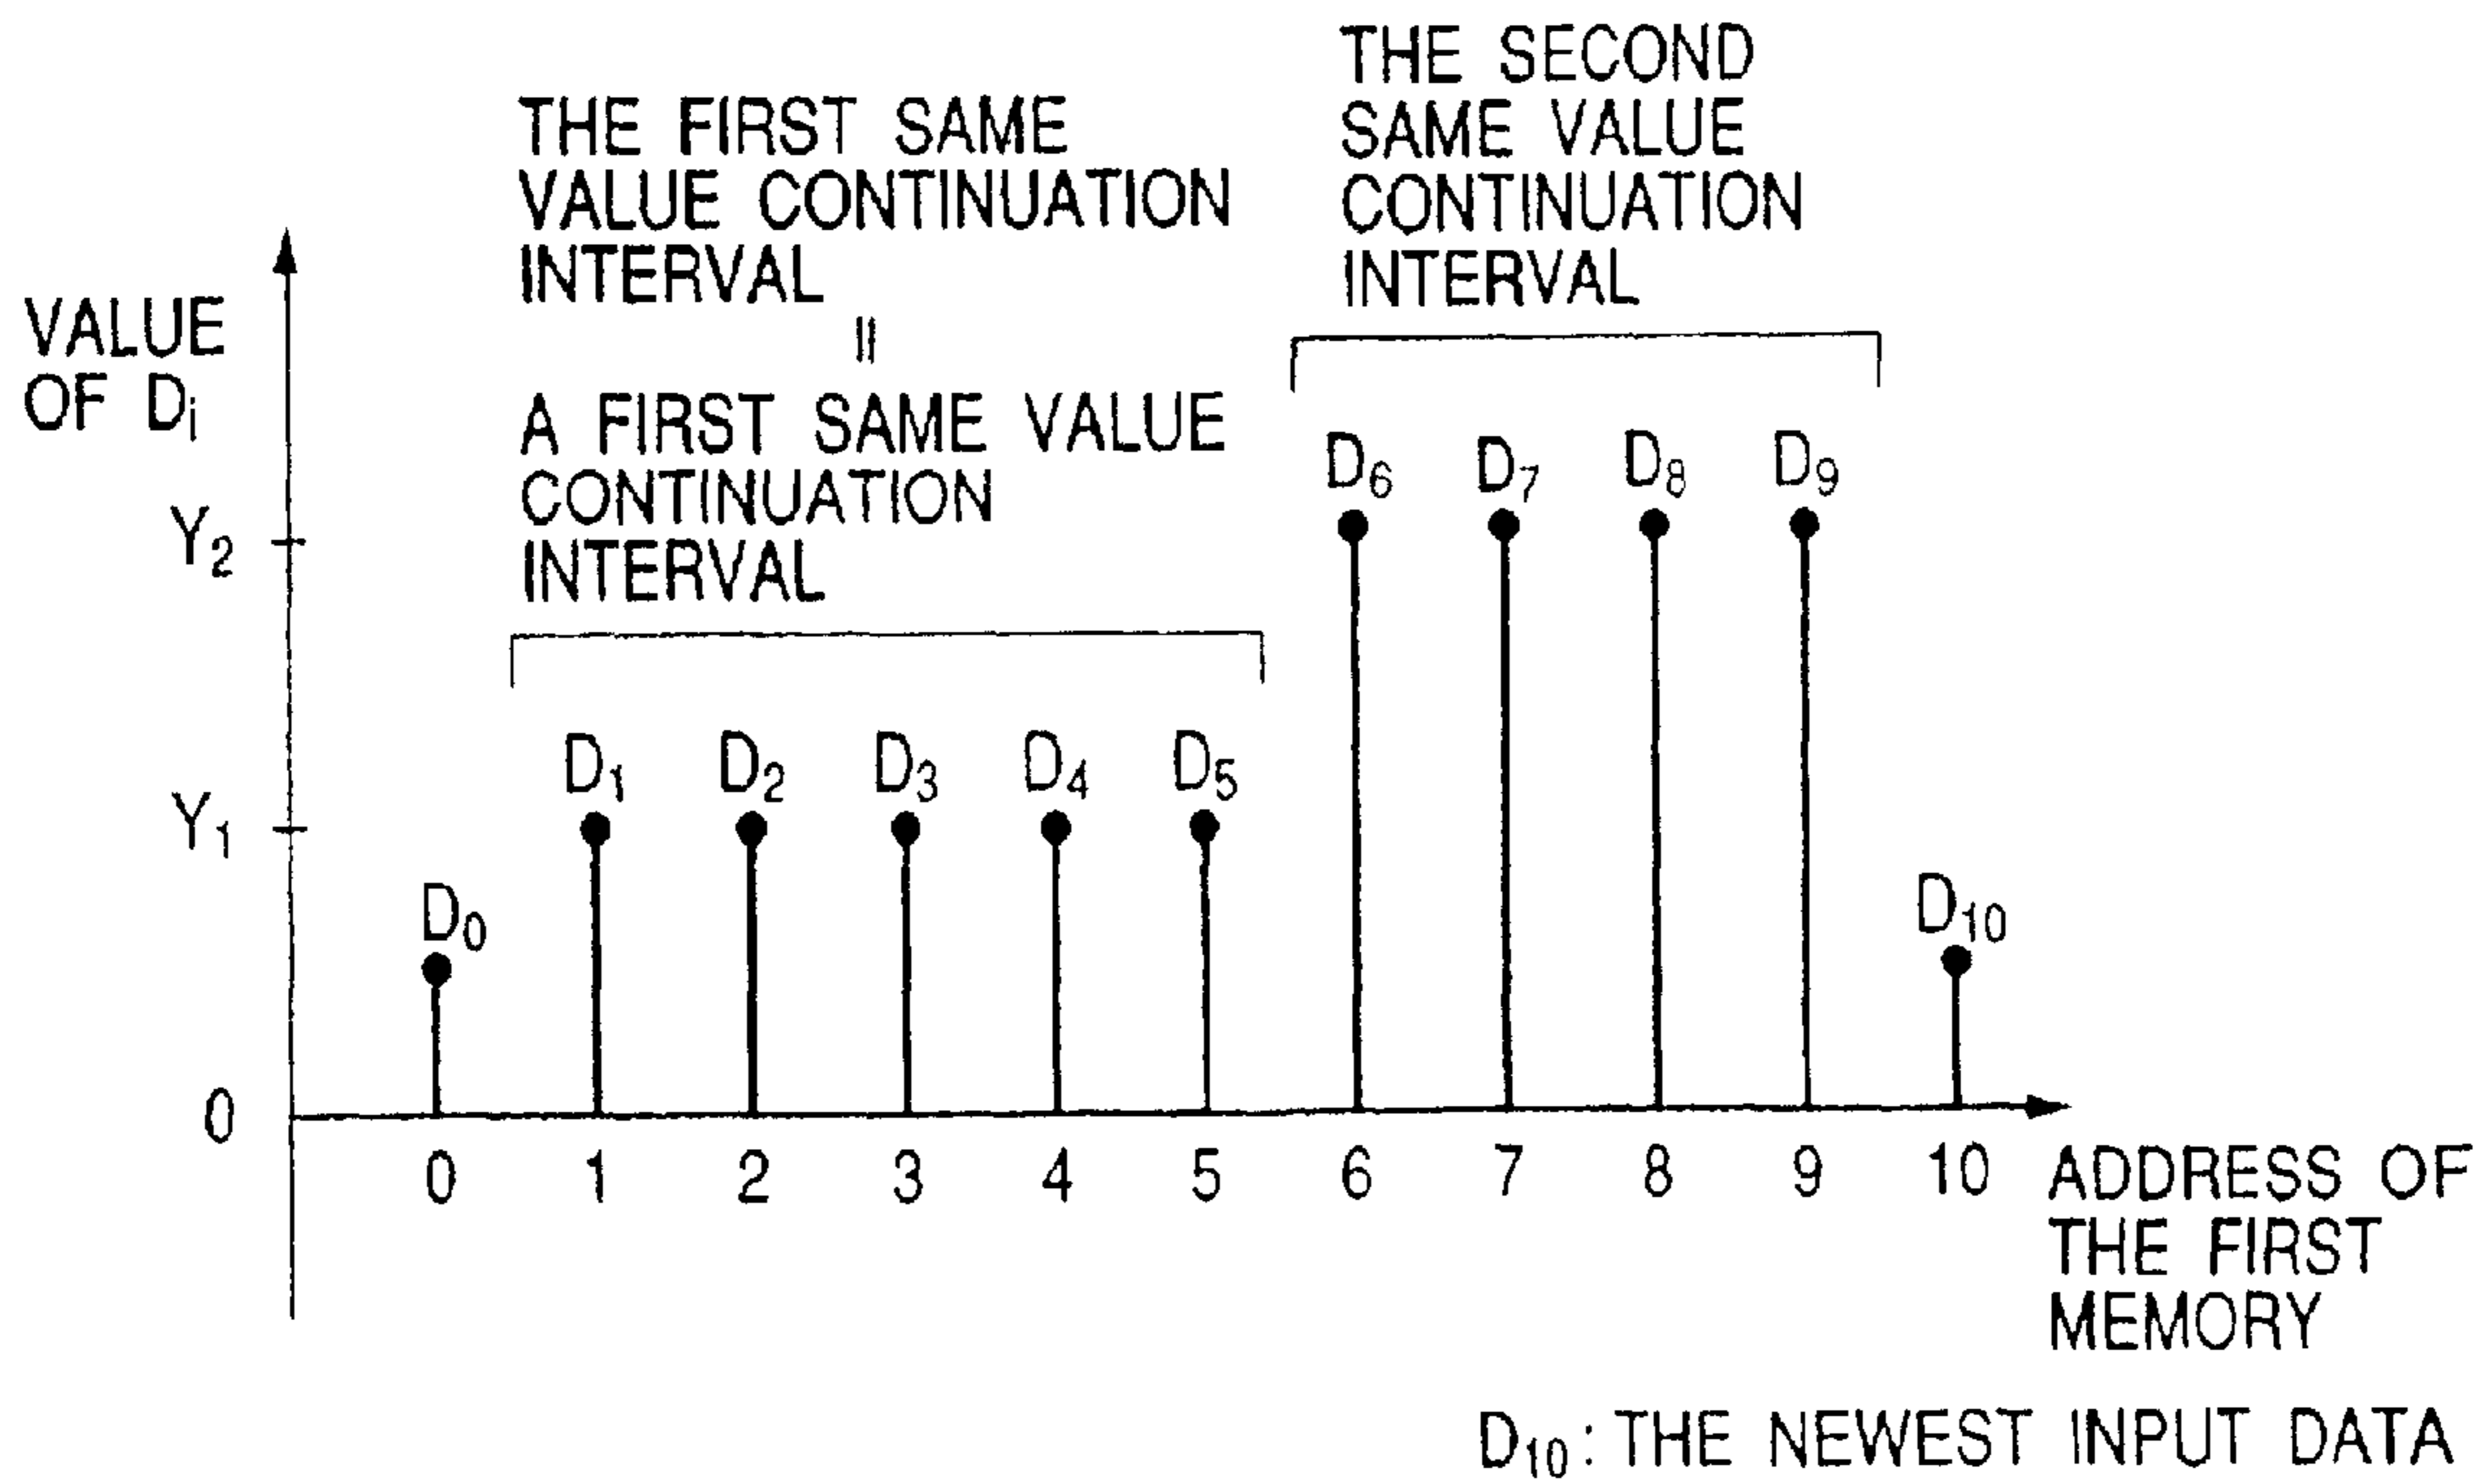 THE FIRST SAME
VALUE CONTINUATION
INTERVAL
=
A FIRST SAME VALUE
CONTINUATION
INTERVAL
THE SECOND
SAME VALUE
CONTINUATION
INTERVAL
VALUE
OF Di
Y2
Y1
0
D0
D1
D2
D3
D4
D5
D6
D7
D8
D9
D10
0 1 2 3 4 5 6 7 8 9 10
ADDRESS OF
THE FIRST
MEMORY
D10: THE NEWEST INPUT DATA